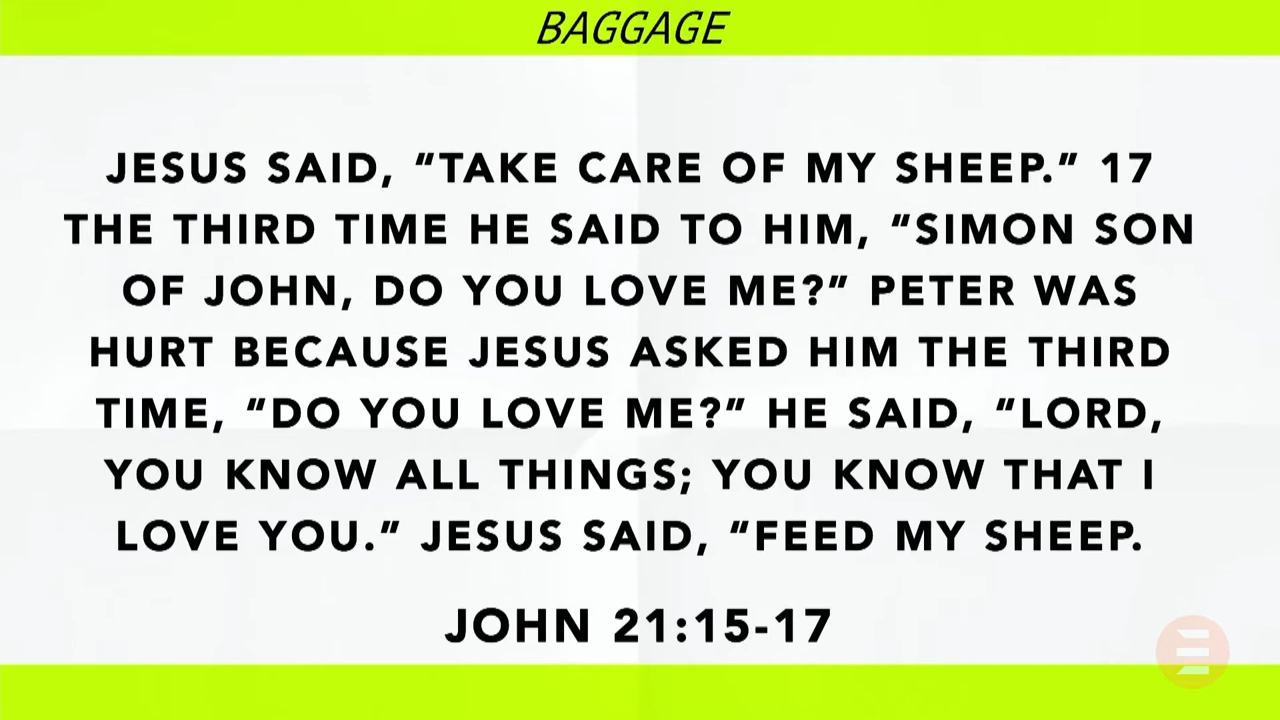 BAGGAGE
JESUS SAID, “TAKE CARE OF MY SHEEP.” 17
THE THIRD TIME HE SAID TO HIM, “SIMON SON
OF JOHN, DO YOU LOVE ME?” PETER WAS
HURT BECAUSE JESUS ASKED HIM THE THIRD
TIME, “DO YOU LOVE ME?” HE SAID, “LORD,
YOU KNOW ALL THINGS; YOU KNOW THAT I
LOVE YOU.” JESUS SAID, “FEED MY SHEEP.
JOHN 21:15-17